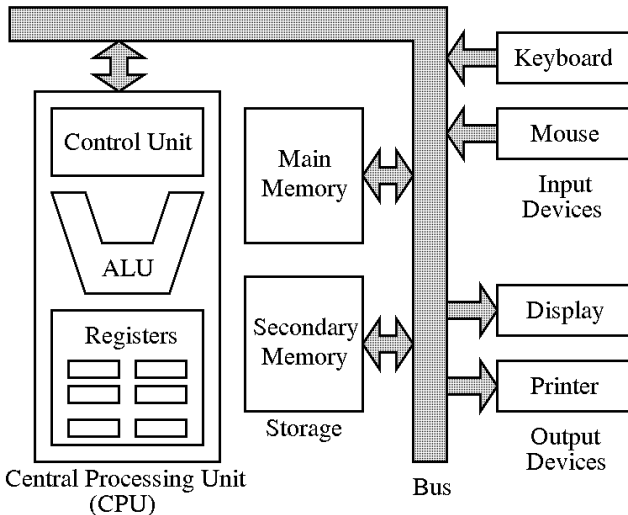 Control Unit
ALU
Registers
Central Processing Unit
(CPU)
Main
Memory
Secondary
Memory
Storage
Bus
Keyboard
Mouse
Input
Devices
Display
Printer
Output
Devices